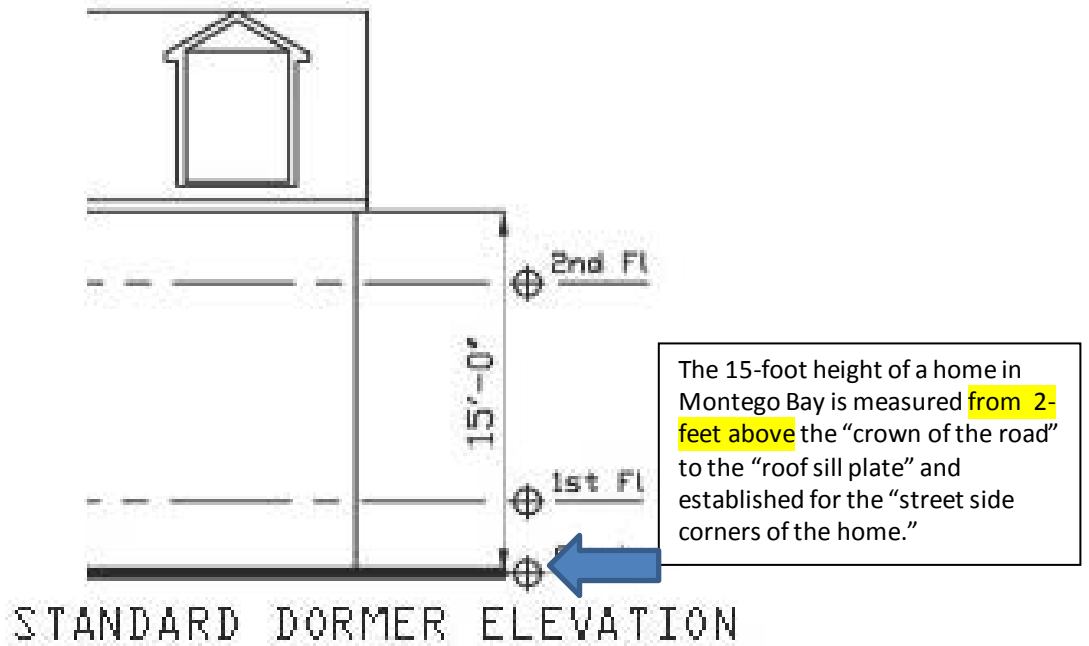 2nd Fl
15'-0"
The 15-foot height of a home in
Montego Bay is measured from 2-
feet above the “crown of the road”
to the “roof sill plate” and
established for the “street side
corners of the home.”
1st Fl
STANDARD DORMER ELEVATION